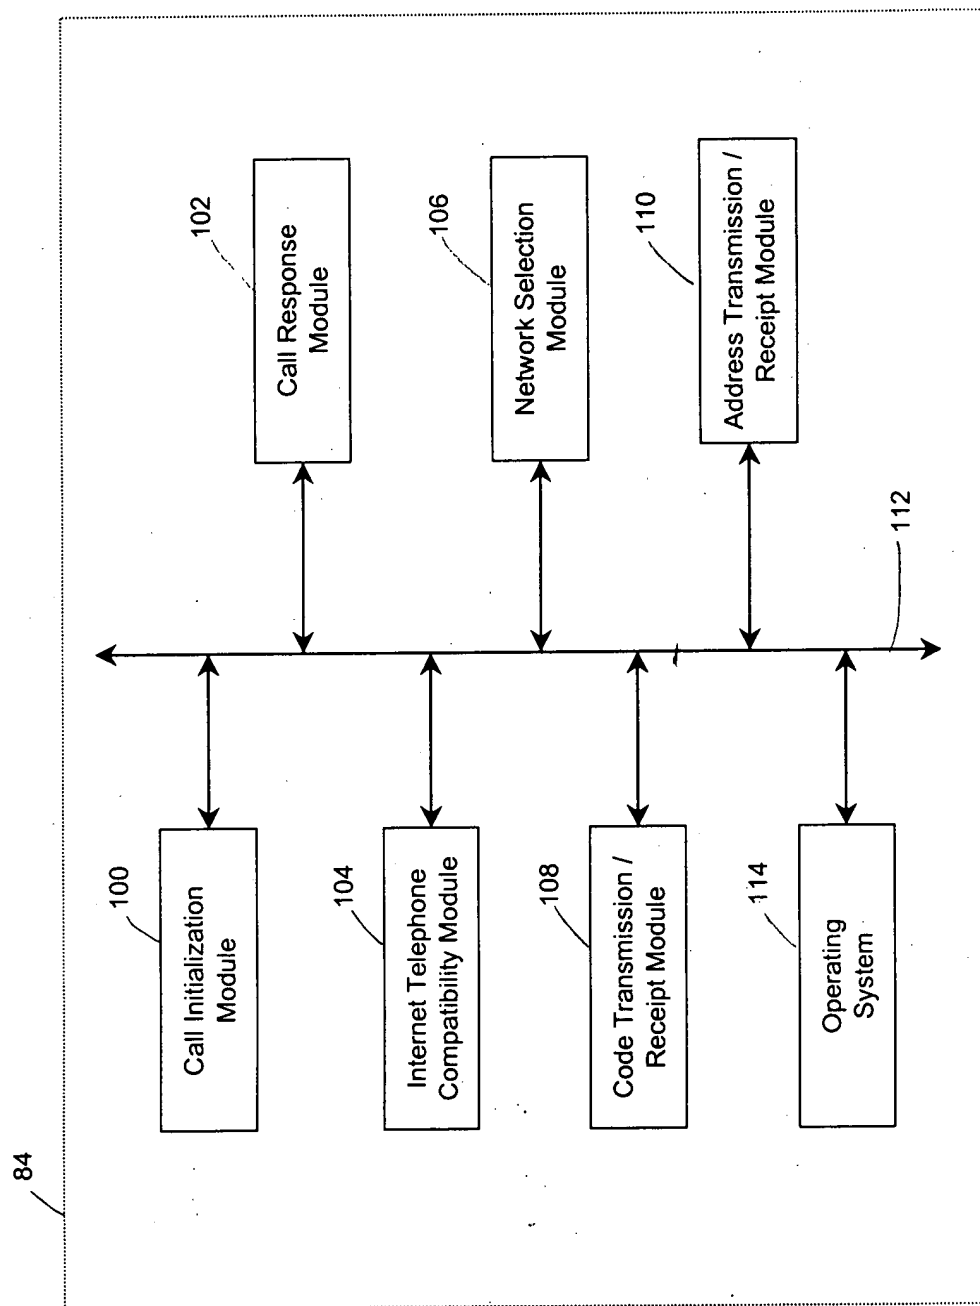 84
100
Call Initialization
Module
102
Call Response
Module
104
Internet Telephone
Compatibility Module
106
Network Selection
Module
108
Code Transmission /
Receipt Module
110
Address Transmission /
Receipt Module
114
Operating
System
112